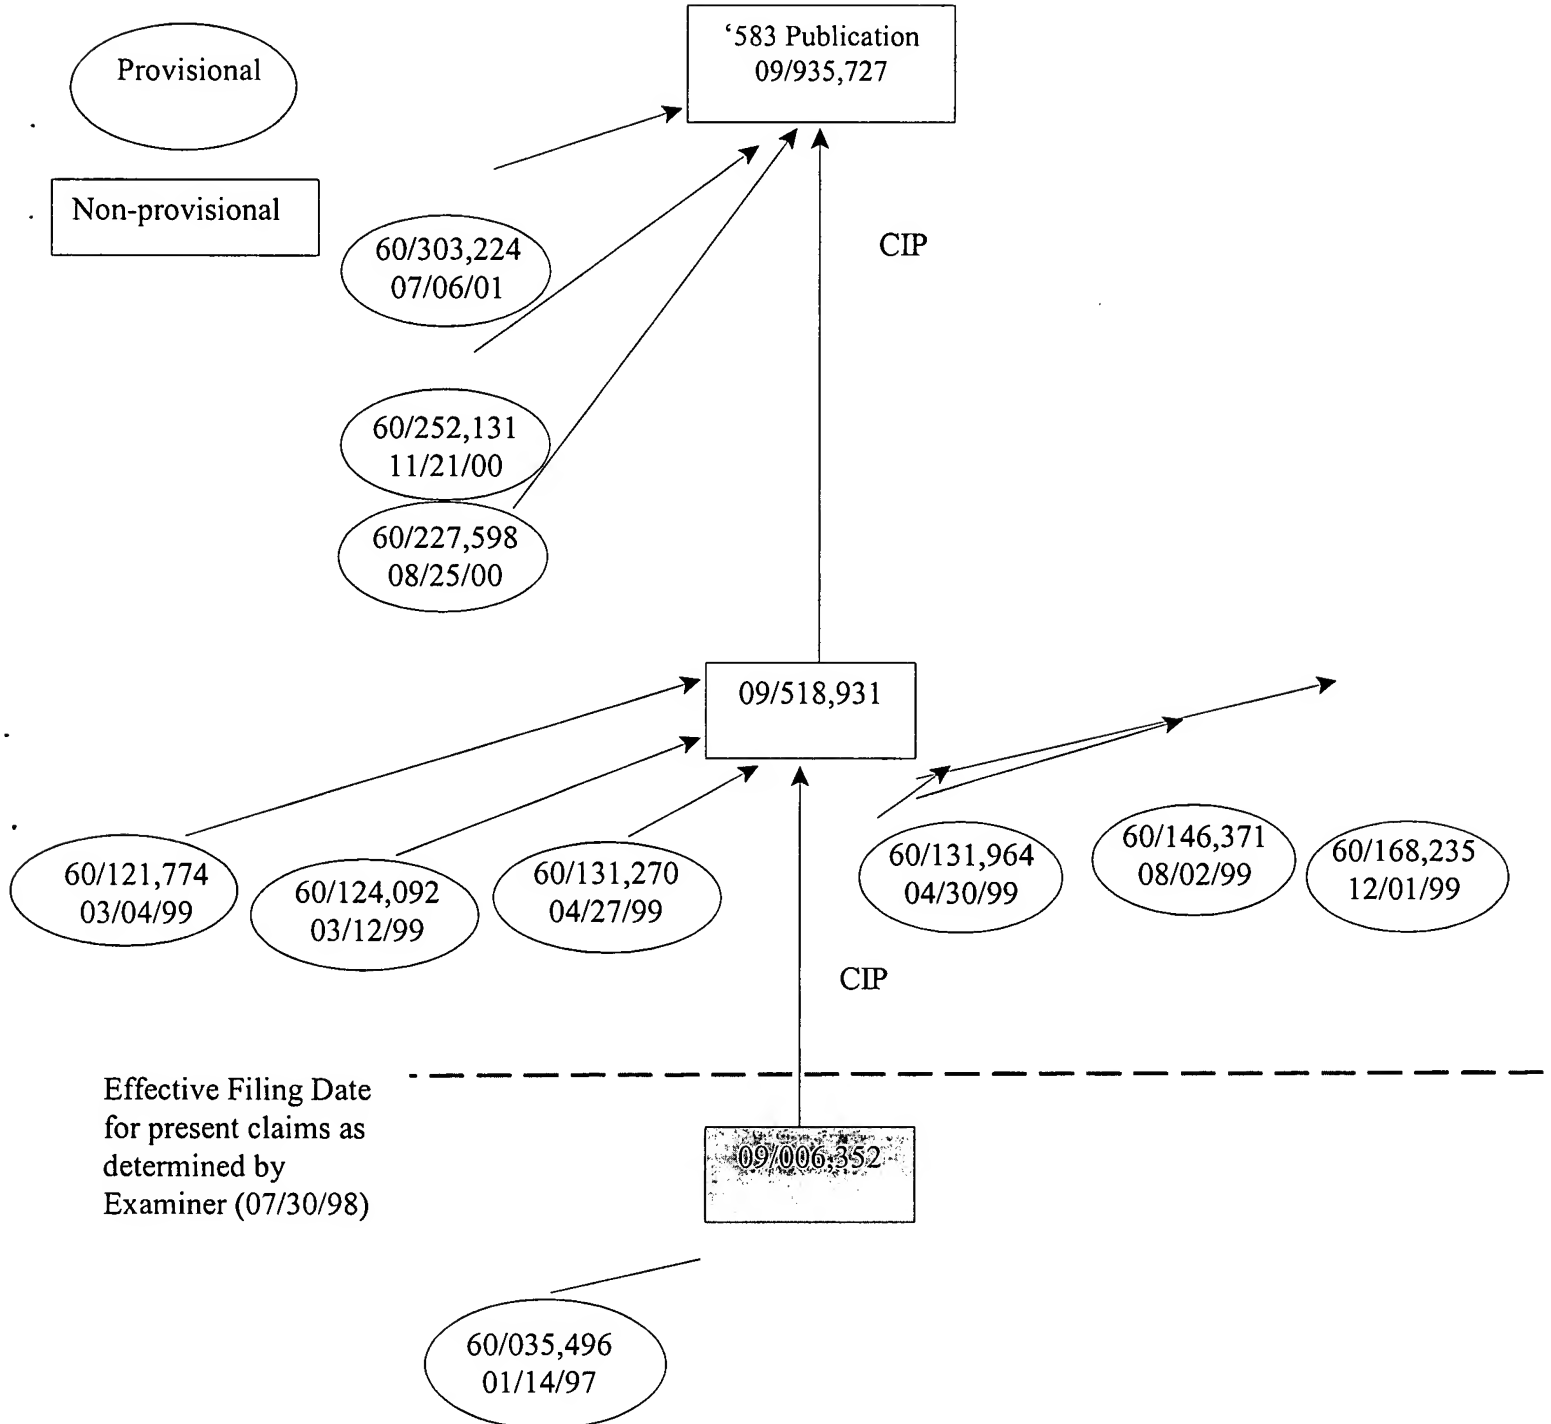 Provisional
Non-provisional
‘583 Publication
09/935,727
60/303,224
07/06/01
CIP
60/252,131
11/21/00
60/227,598
08/25/00
09/518,931
60/121,774
03/04/99
60/124,092
03/12/99
60/131,270
04/27/99
60/131,964
04/30/99
60/146,371
08/02/99
60/168,235
12/01/99
CIP
Effective Filing Date
for present claims as
determined by
Examiner (07/30/98)
09/006,352
60/035,496
01/14/97